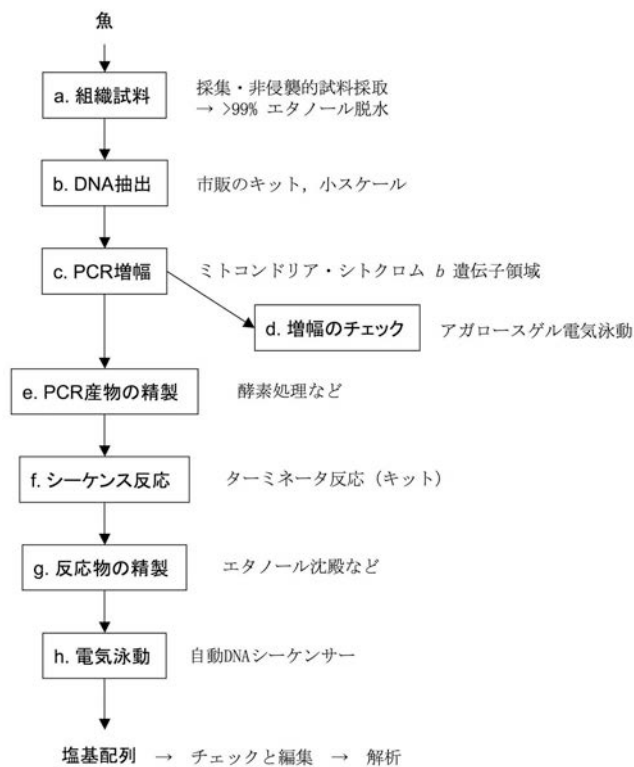 魚
a. 組織試料
採集・非侵襲的試料採取
→ >99% エタノール脱水
b. DNA抽出
市販のキット，小スケール
c. PCR増幅
ミトコンドリア・シトクロム b 遺伝子領域
d. 増幅のチェック
アガロースゲル電気泳動
e. PCR産物の精製
酵素処理など
f. シーケンス反応
ターミネータ反応（キット）
g. 反応物の精製
エタノール沈殿など
h. 電気泳動
自動DNAシーケンサー
塩基配列 → チェックと編集 → 解析